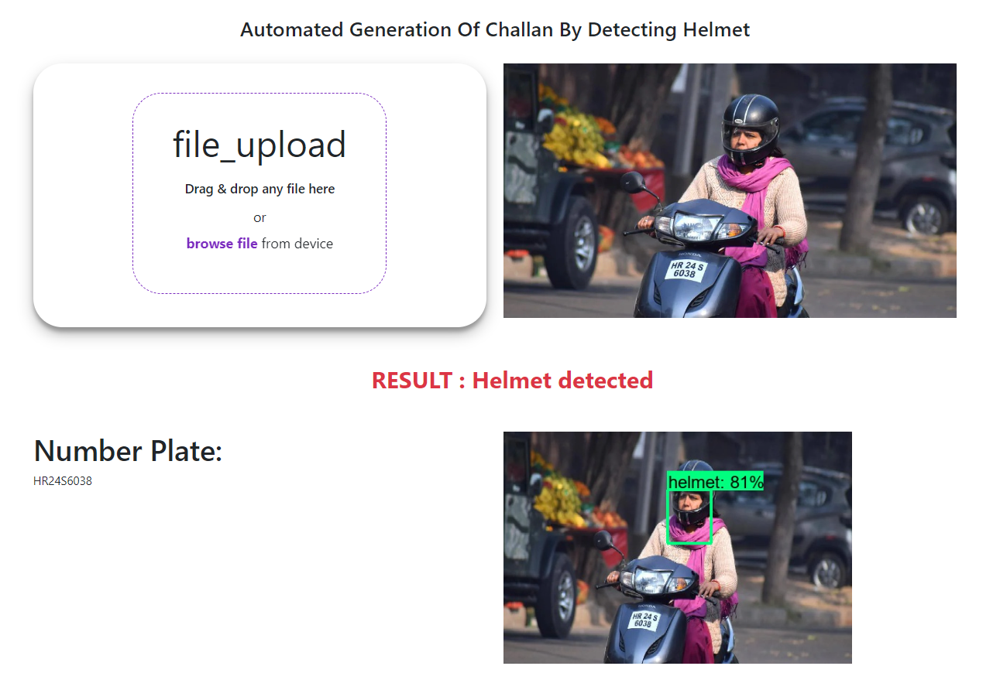 Automated Generation Of Challan By Detecting Helmet
file_upload
Drag & drop any file here
or
browse file from device
HONDA
HR 24 S
6038
RESULT : Helmet detected
Number Plate:
HR24S6038
helmet: 81%
HONDA
HR 24 S
6038